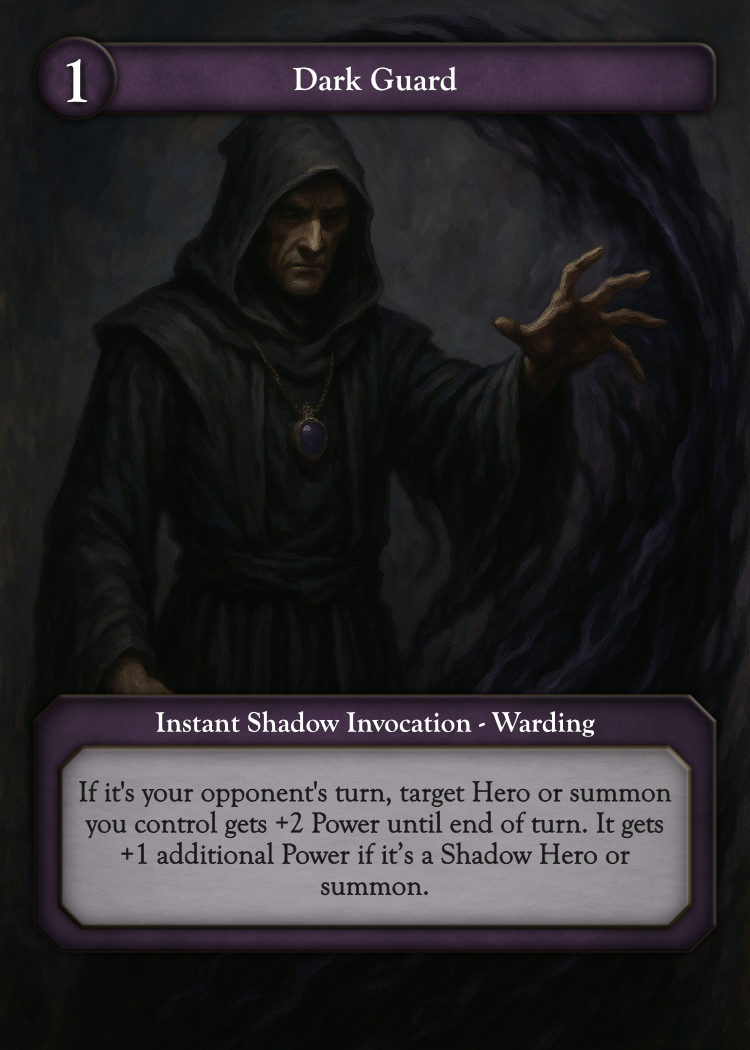 1
Dark Guard
Instant Shadow Invocation - Warding
If it's your opponent's turn, target Hero or summon
you control gets +2 Power until end of turn. It gets
+1 additional Power if it’s a Shadow Hero or
summon.